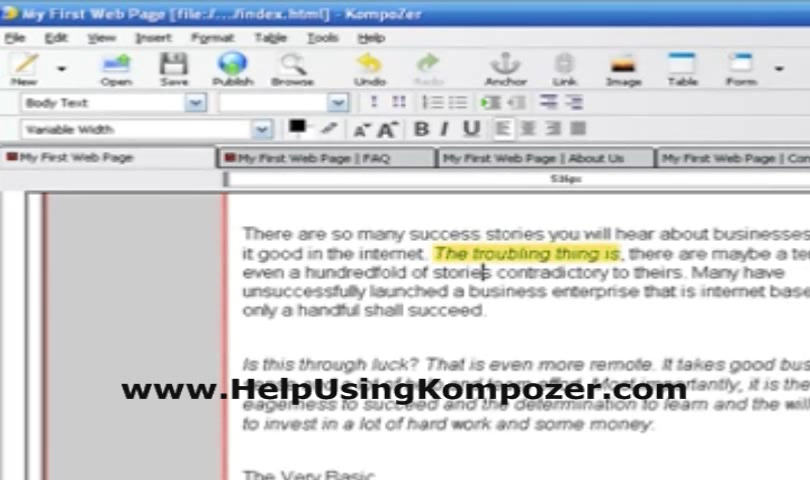 My First Web Page [file:/.../index.html] - KompoZer
File Edit View Insert Format Table Tools Help
New Open Save Publish Browse Undo Redo Anchor Link Image Table Form
Body Text
Variable Width
B I U
My First Web Page My First Web Page | FAQ My First Web Page | About Us My First Web Page | Con
536px
There are so many success stories you will hear about businesses
it good in the internet. The troubling thing is, there are maybe a te
even a hundredfold of stories contradictory to theirs. Many have
unsuccessfully launched a business enterprise that is internet base
only a handful shall succeed.
Is this through luck? That is even more remote. It takes good bus
www.HelpUsingKompozer.com
eagerness to succeed and the determination to learn and the will
to invest in a lot of hard work and some money.
The Very Basic